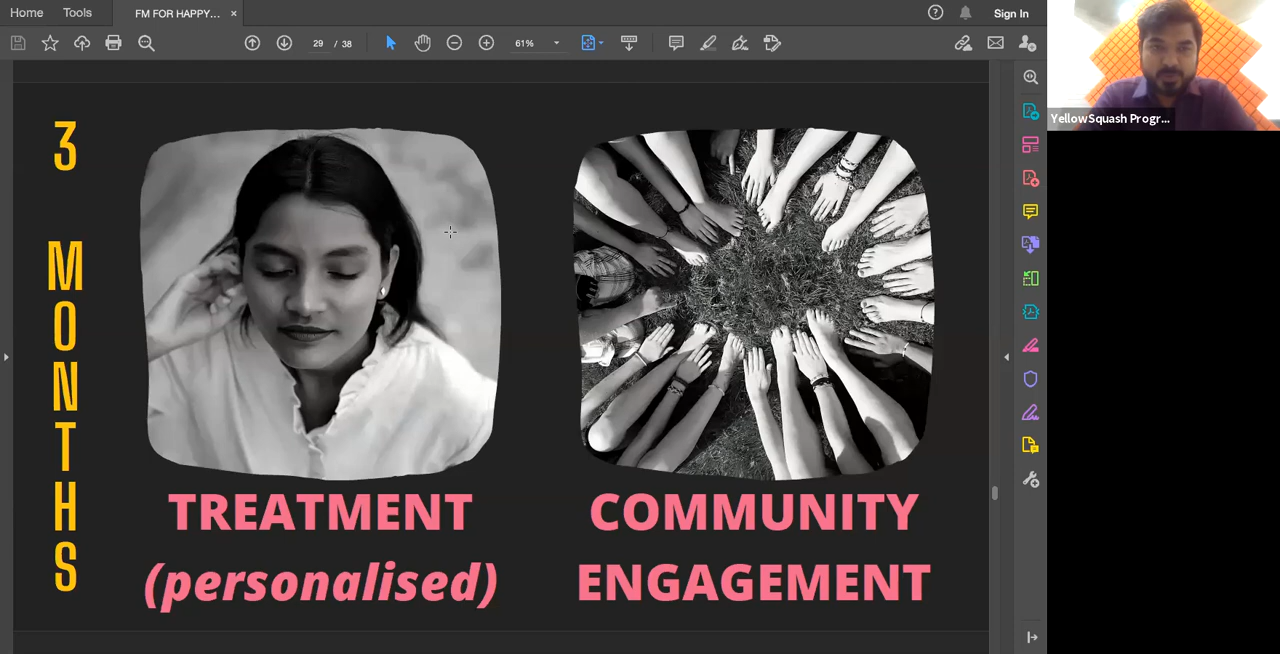 Home Tools FM FOR HAPPY... × Sign In
29 / 38 61%
YellowSquash Progr...
3 MONTHS
TREATMENT
(personalised)
COMMUNITY
ENGAGEMENT